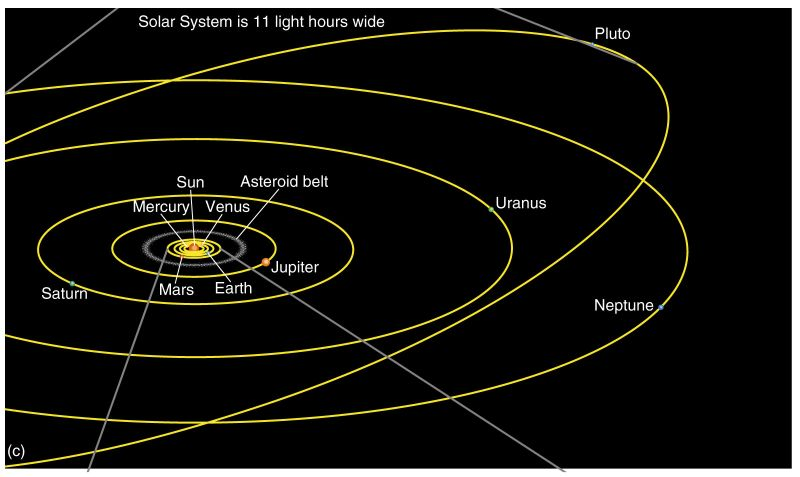 Solar System is 11 light hours wide
Pluto
Sun
Asteroid belt
Mercury
Venus
Uranus
Jupiter
Saturn
Mars
Earth
Neptune
(c)